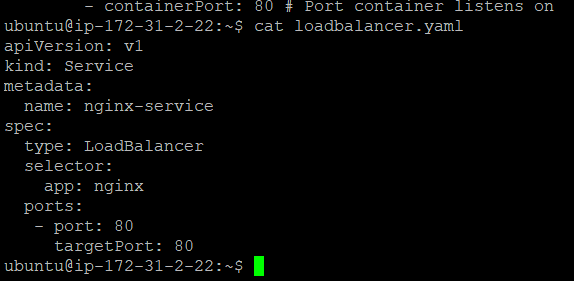 - containerPort: 80 # Port container listens on
ubuntu@ip-172-31-2-22:~$ cat loadbalancer.yaml
apiVersion: v1
kind: Service
metadata:
  name: nginx-service
spec:
  type: LoadBalancer
  selector:
    app: nginx
  ports:
   - port: 80
     targetPort: 80
ubuntu@ip-172-31-2-22:~$